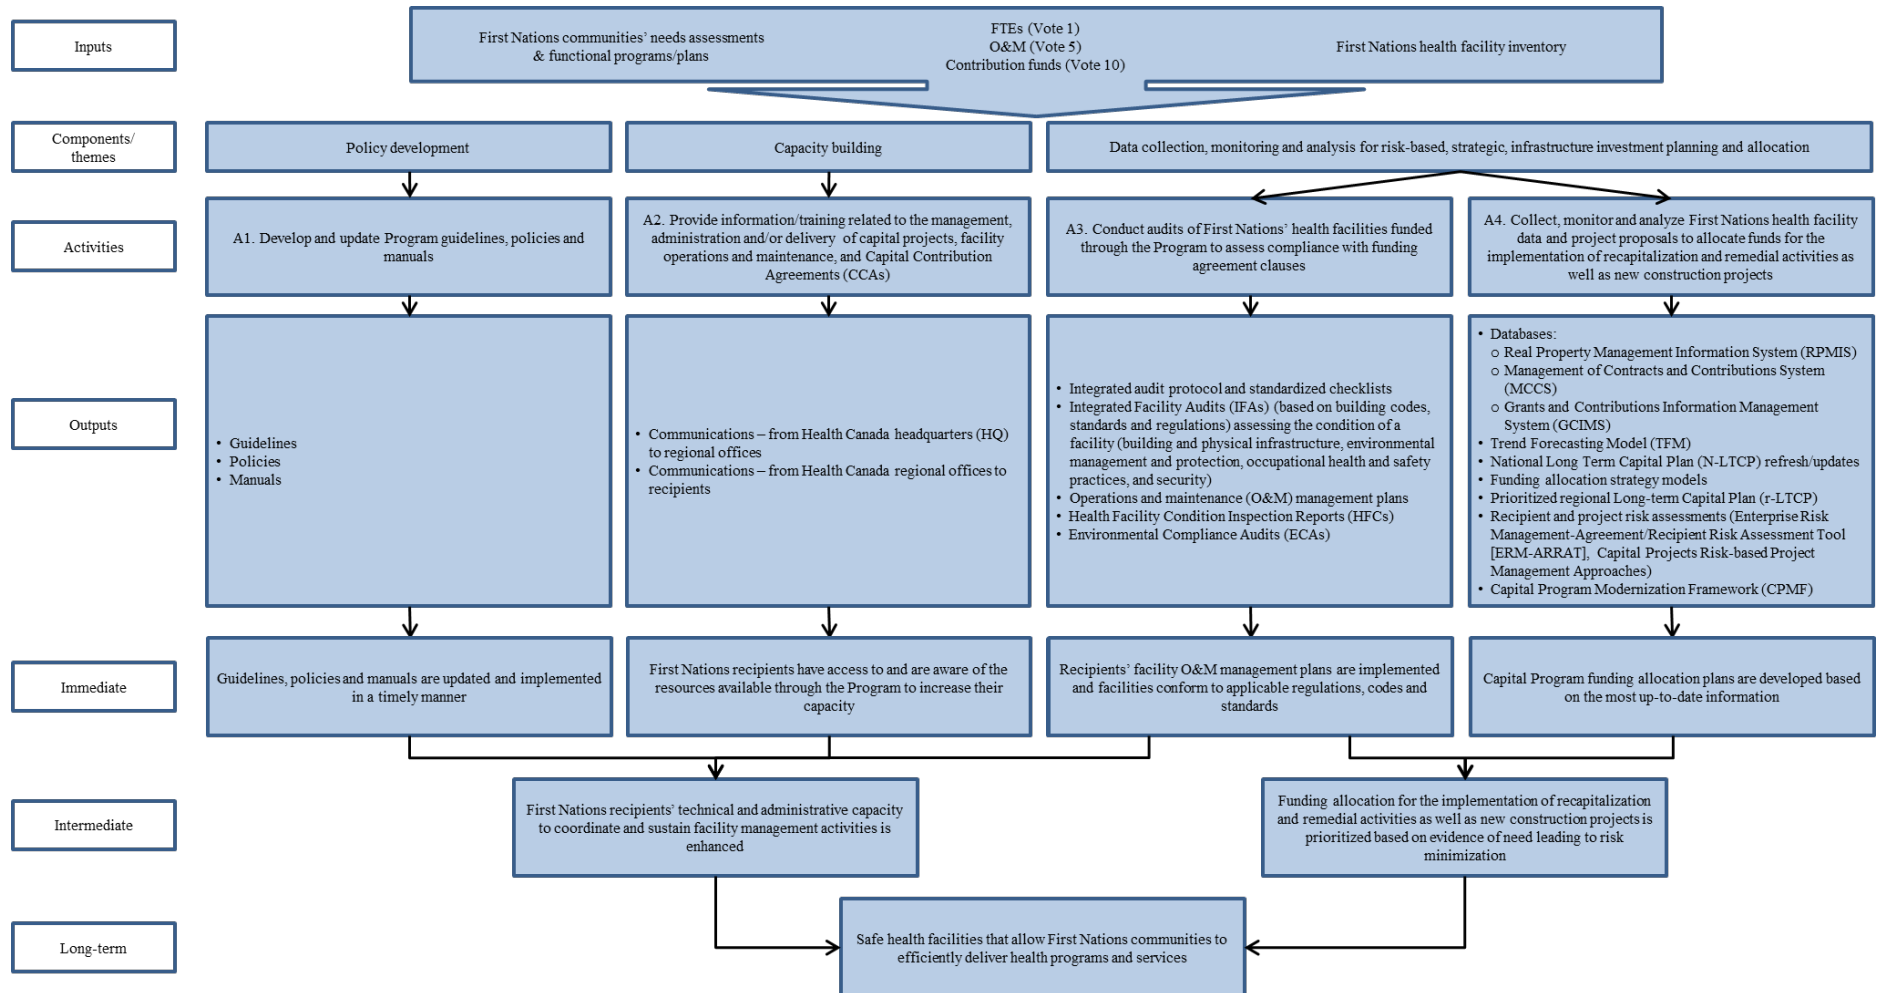 Inputs
First Nations communities’ needs assessments
& functional programs/plans
FTEs (Vote 1)
O&M (Vote 5)
Contribution funds (Vote 10)
First Nations health facility inventory
Components/
themes
Policy development
Capacity building
Data collection, monitoring and analysis for risk-based, strategic, infrastructure investment planning and allocation
Activities
A1. Develop and update Program guidelines, policies and
manuals
A2. Provide information/training related to the management,
administration and/or delivery of capital projects, facility
operations and maintenance, and Capital Contribution
Agreements (CCAs)
A3. Conduct audits of First Nations’ health facilities funded
through the Program to assess compliance with funding
agreement clauses
A4. Collect, monitor and analyze First Nations health facility
data and project proposals to allocate funds for the
implementation of recapitalization and remedial activities as
well as new construction projects
Outputs
• Guidelines
• Policies
• Manuals
• Communications – from Health Canada headquarters (HQ)
to regional offices
• Communications – from Health Canada regional offices to
recipients
• Integrated audit protocol and standardized checklists
• Integrated Facility Audits (IFAs) (based on building codes,
standards and regulations) assessing the condition of a
facility (building and physical infrastructure, environmental
management and protection, occupational health and safety
practices, and security)
• Operations and maintenance (O&M) management plans
• Health Facility Condition Inspection Reports (HFCs)
• Environmental Compliance Audits (ECAs)
• Databases:
o Real Property Management Information System (RPMIS)
o Management of Contracts and Contributions System
(MCCS)
o Grants and Contributions Information Management
System (GCIMS)
• Trend Forecasting Model (TFM)
• National Long Term Capital Plan (N-LTCP) refresh/updates
• Funding allocation strategy models
• Prioritized regional Long-term Capital Plan (r-LTCP)
• Recipient and project risk assessments (Enterprise Risk
Management-Agreement/Recipient Risk Assessment Tool
[ERM-ARRAT], Capital Projects Risk-based Project
Management Approaches)
• Capital Program Modernization Framework (CPMF)
Immediate
Guidelines, policies and manuals are updated and implemented
in a timely manner
First Nations recipients have access to and are aware of the
resources available through the Program to increase their
capacity
Recipients’ facility O&M management plans are implemented
and facilities conform to applicable regulations, codes and
standards
Capital Program funding allocation plans are developed based
on the most up-to-date information
Intermediate
First Nations recipients’ technical and administrative capacity
to coordinate and sustain facility management activities is
enhanced
Funding allocation for the implementation of recapitalization
and remedial activities as well as new construction projects is
prioritized based on evidence of need leading to risk
minimization
Long-term
Safe health facilities that allow First Nations communities to
efficiently deliver health programs and services